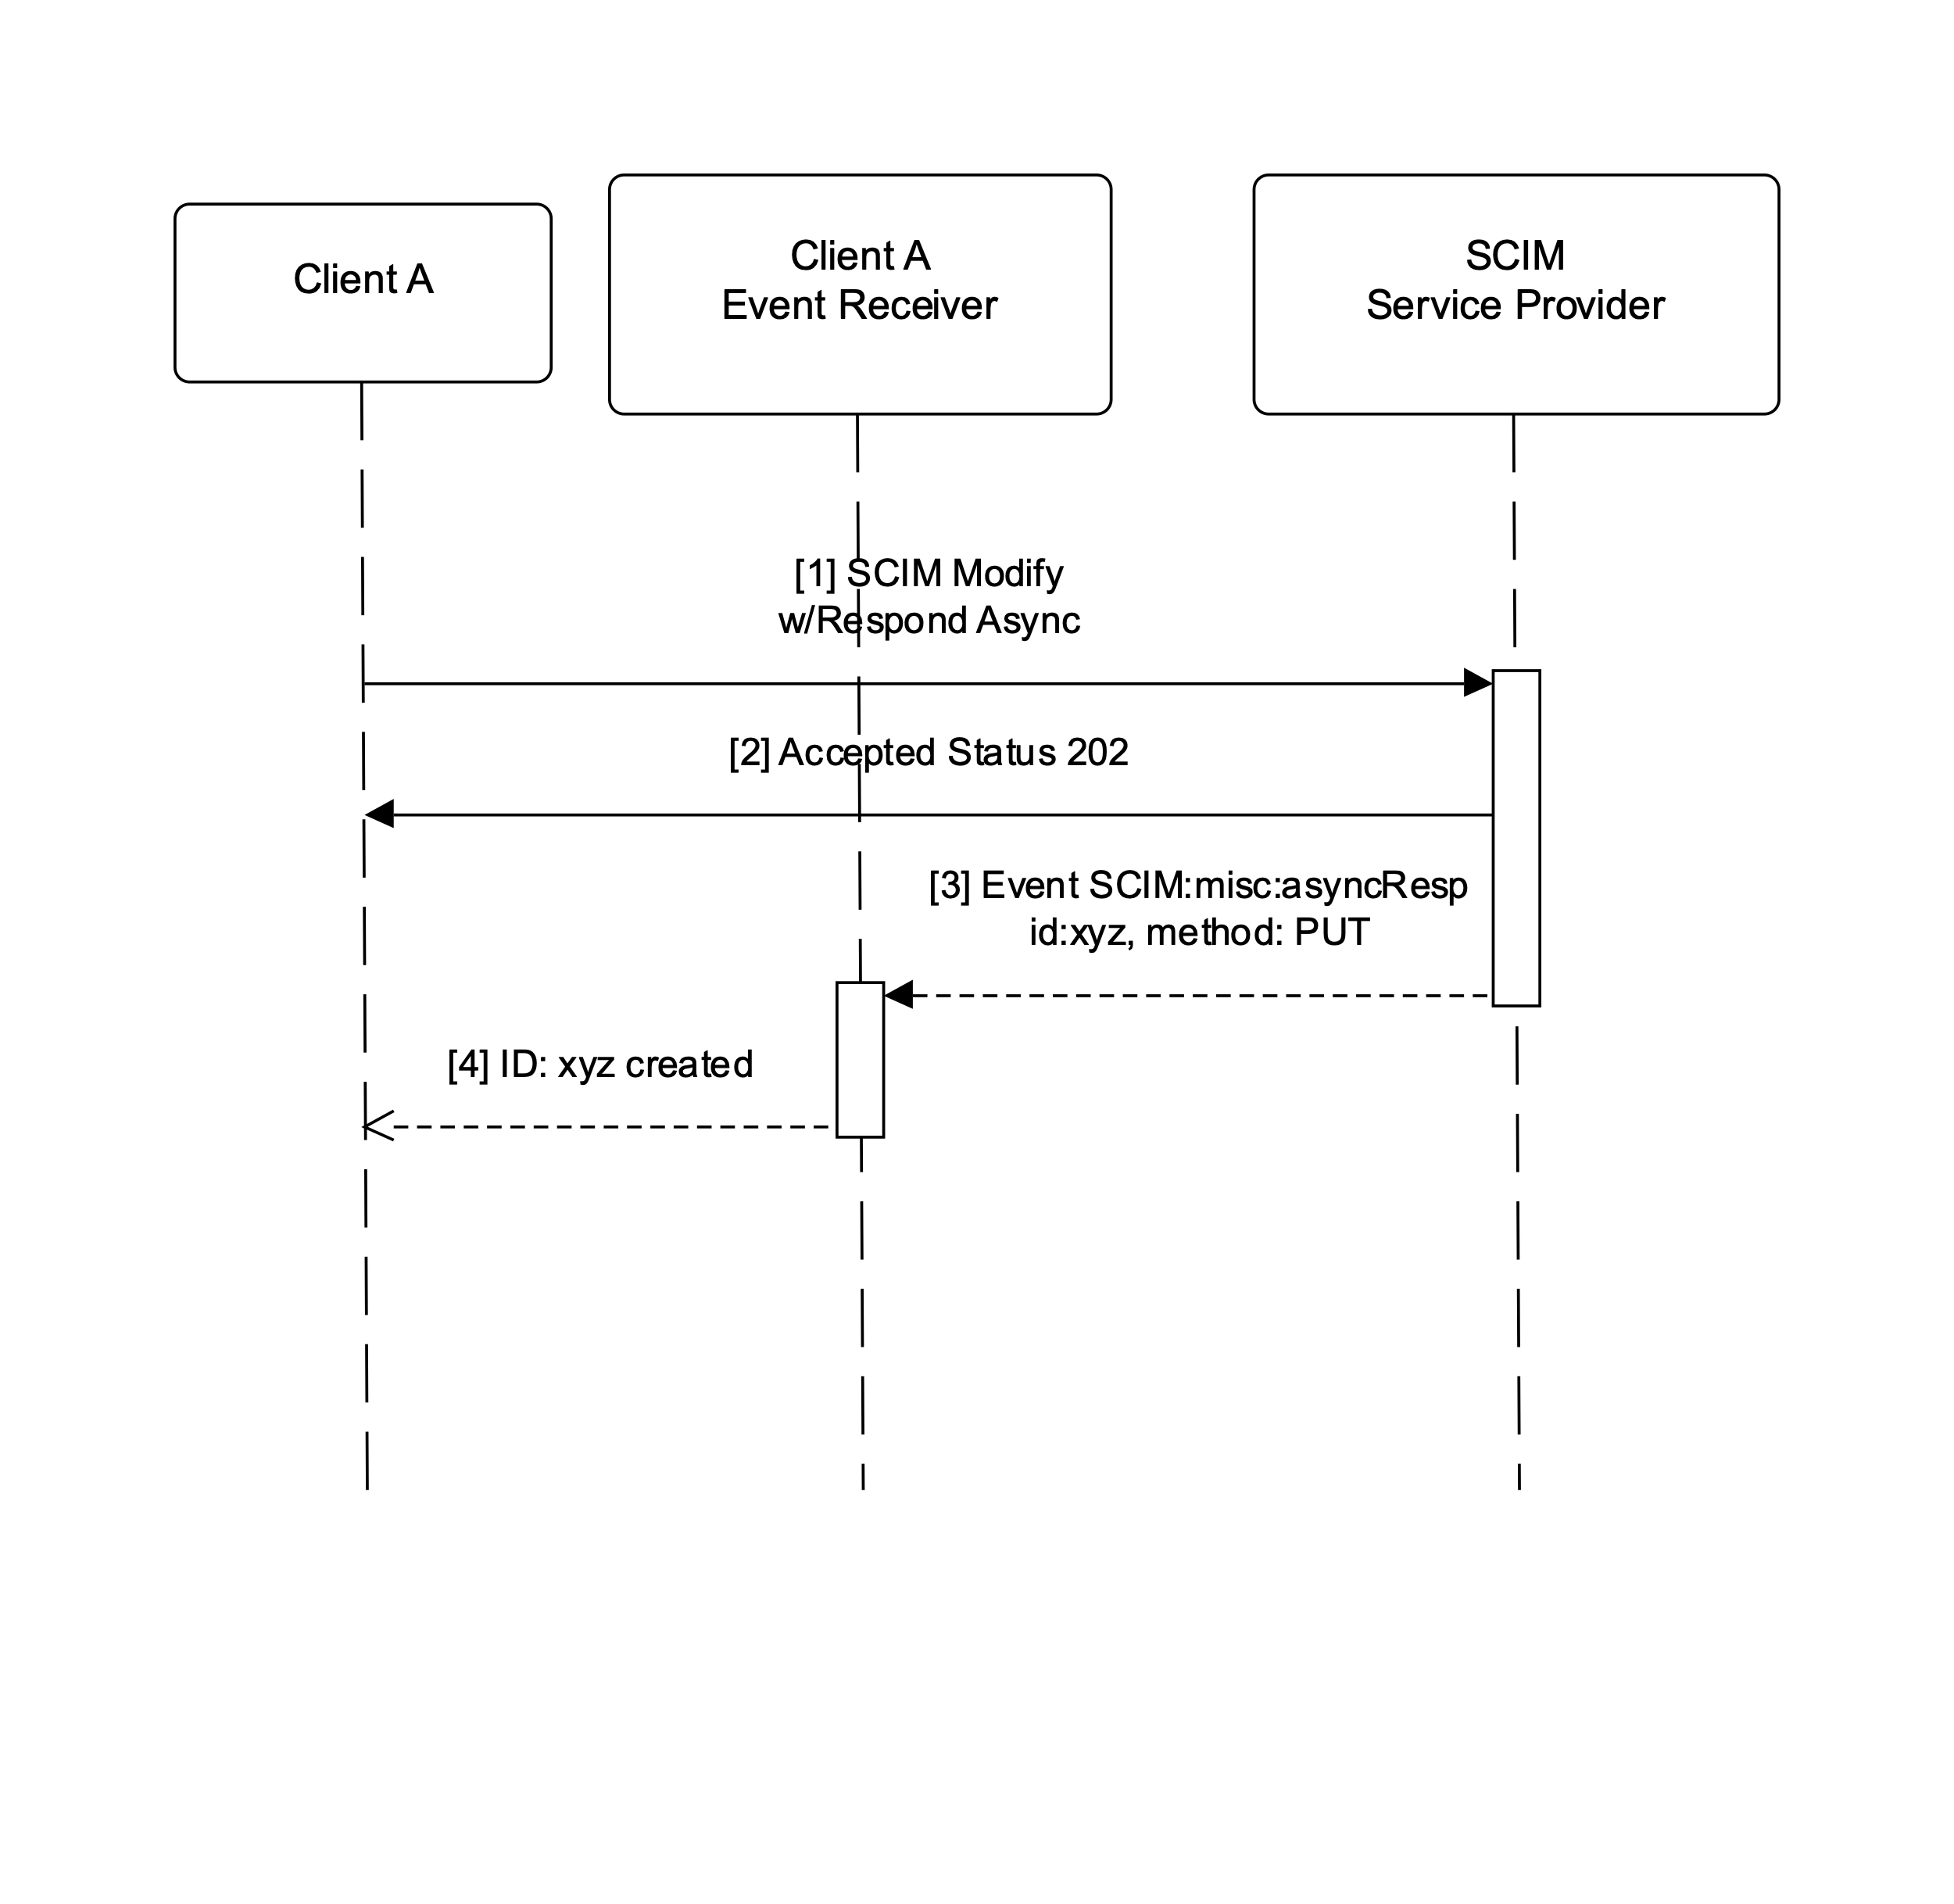 Client A
Client A
Event Receiver
SCIM
Service Provider
[1] SCIM Modify
w/Respond Async
[2] Accepted Status 202
[3] Event SCIM:misc:asyncResp
id:xyz, method: PUT
[4] ID: xyz created